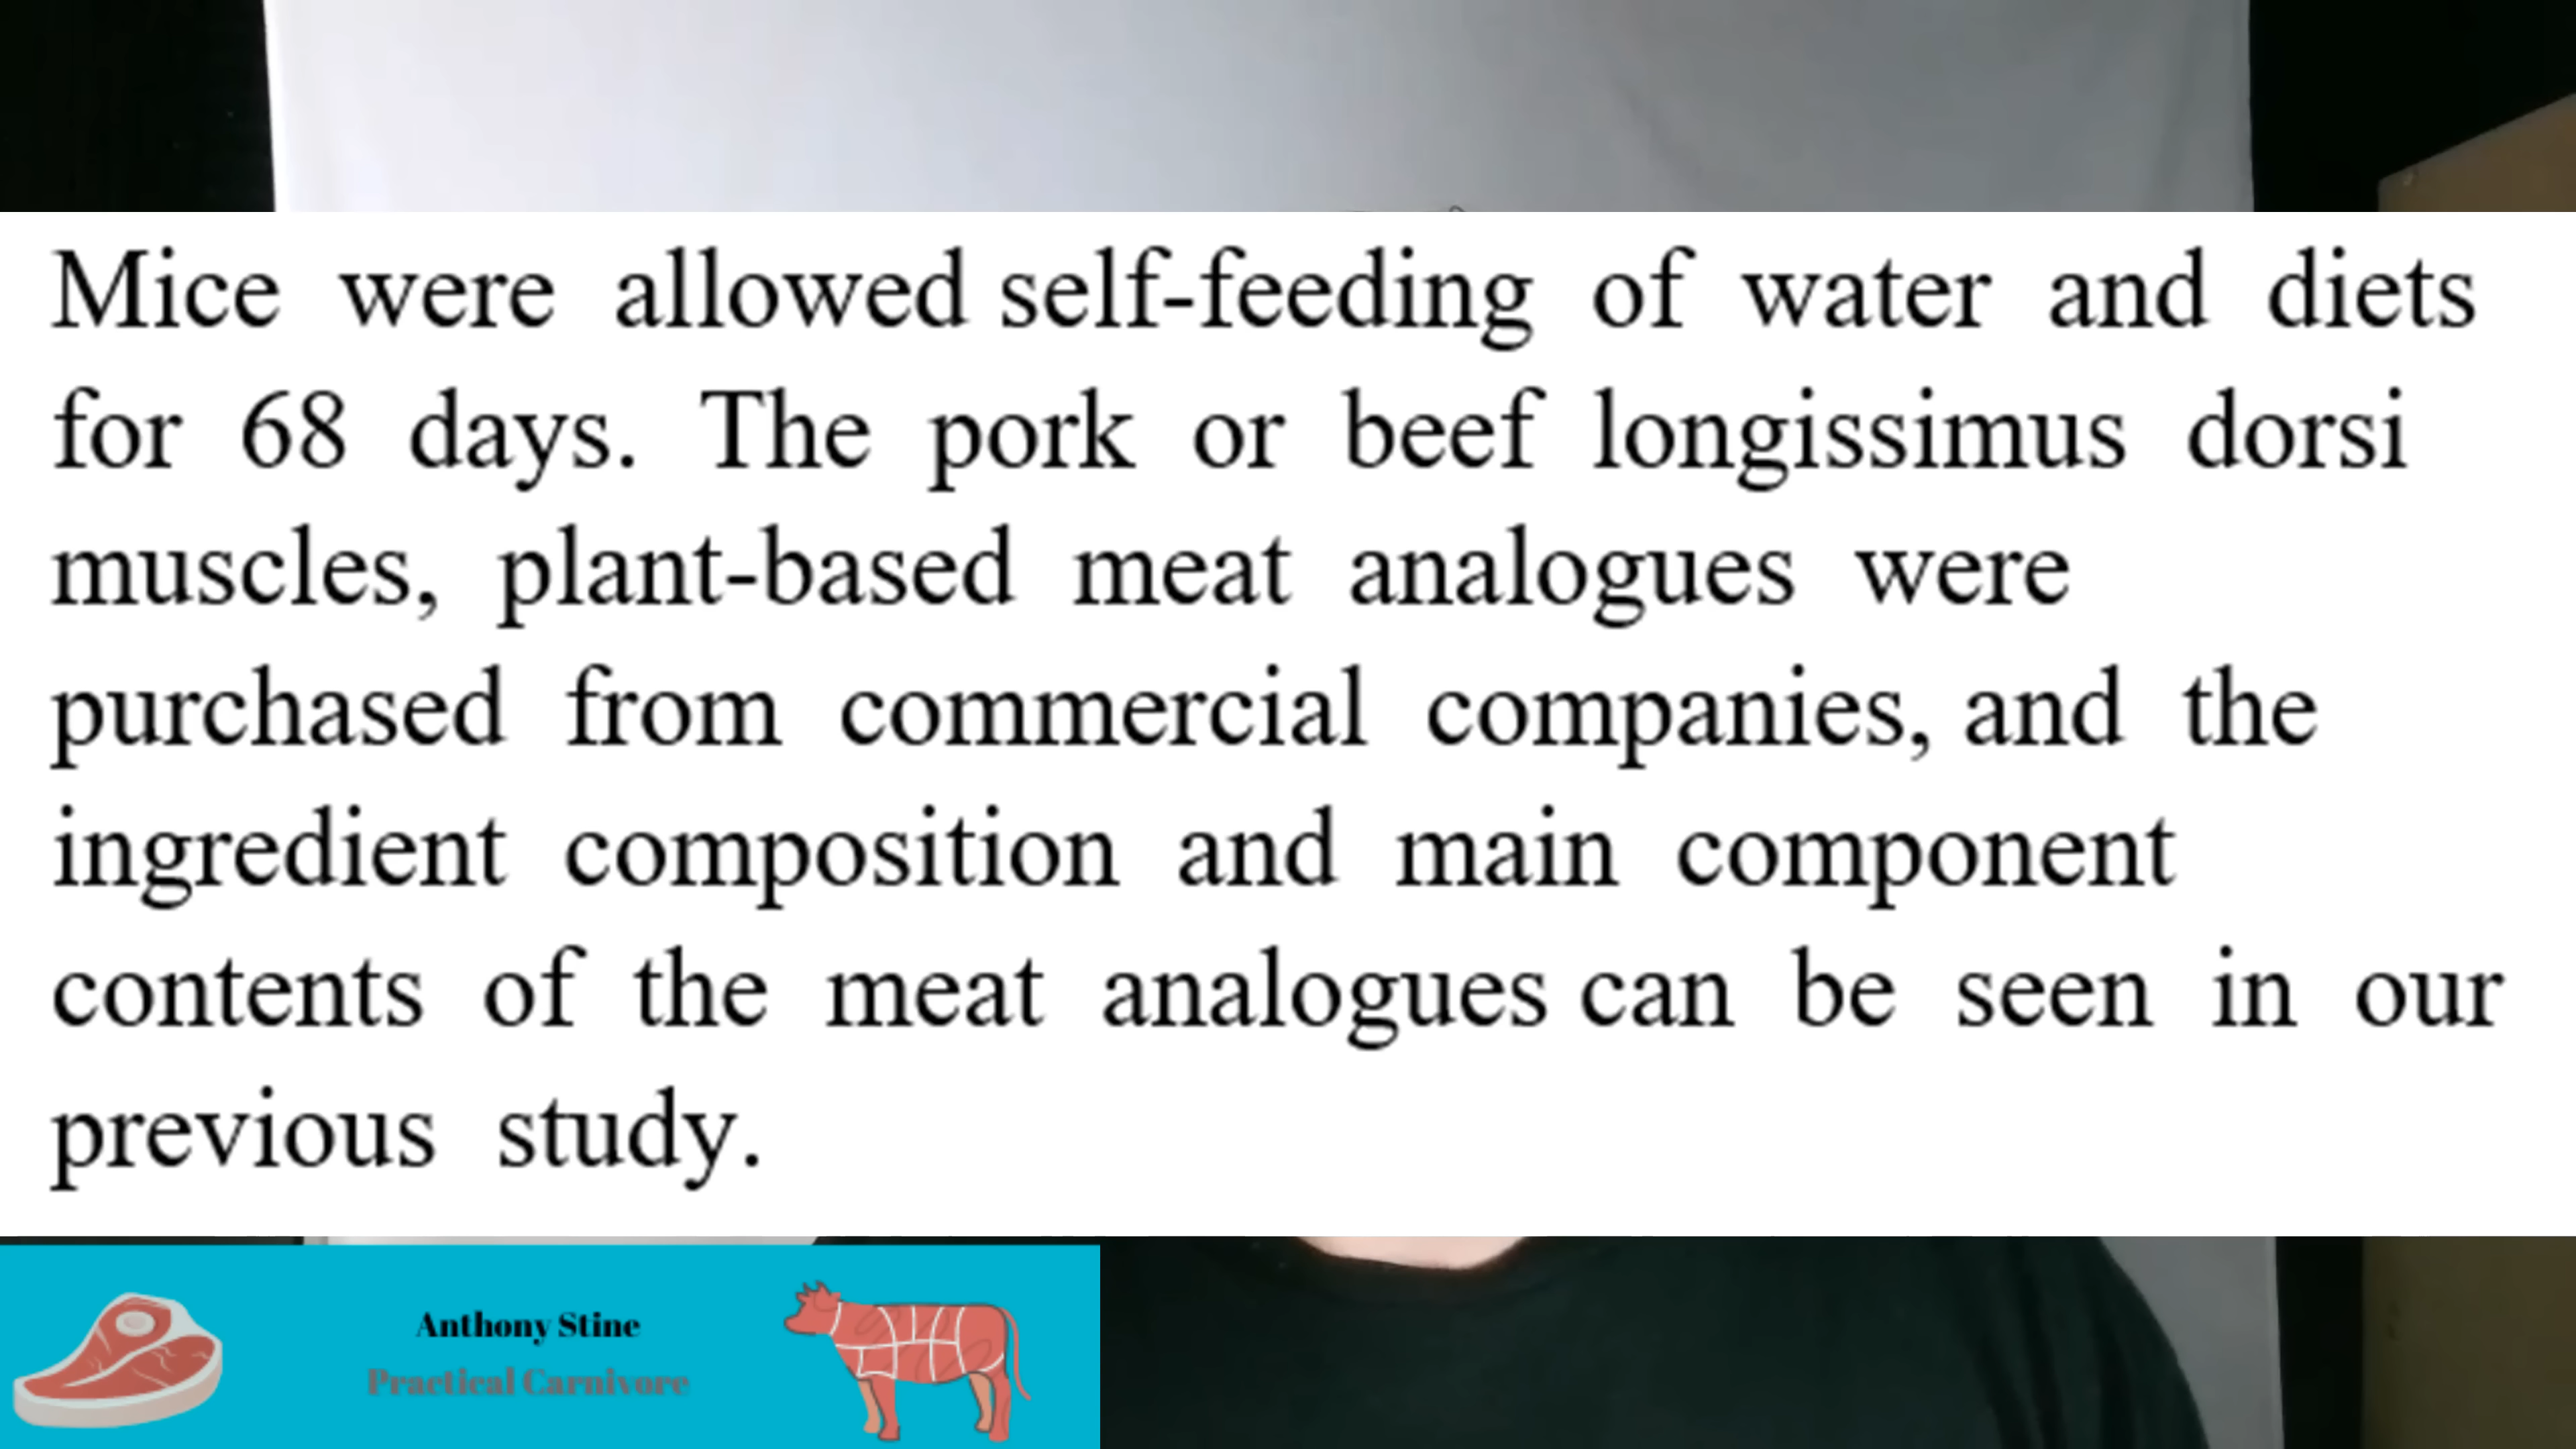 Mice were allowed self-feeding of water and diets
for 68 days. The pork or beef longissimus dorsi
muscles, plant-based meat analogues were
purchased from commercial companies, and the
ingredient composition and main component
contents of the meat analogues can be seen in our
previous study.
Anthony Stine
Practical Carnivore